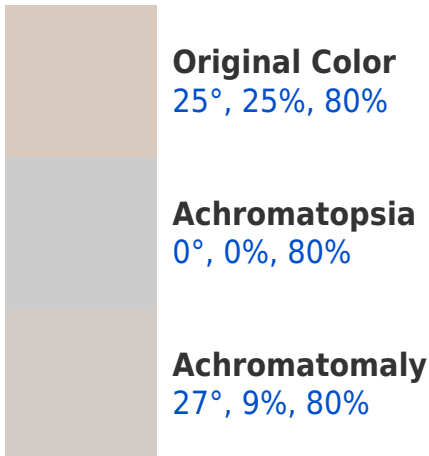 Original Color
25°, 25%, 80%
Achromatopsia
0°, 0%, 80%
Achromatomaly
27°, 9%, 80%